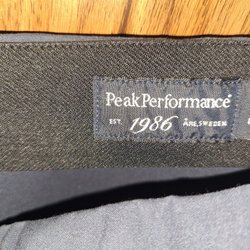 PeakPerformance®
EST. 1986 ÅRE, SWEDEN